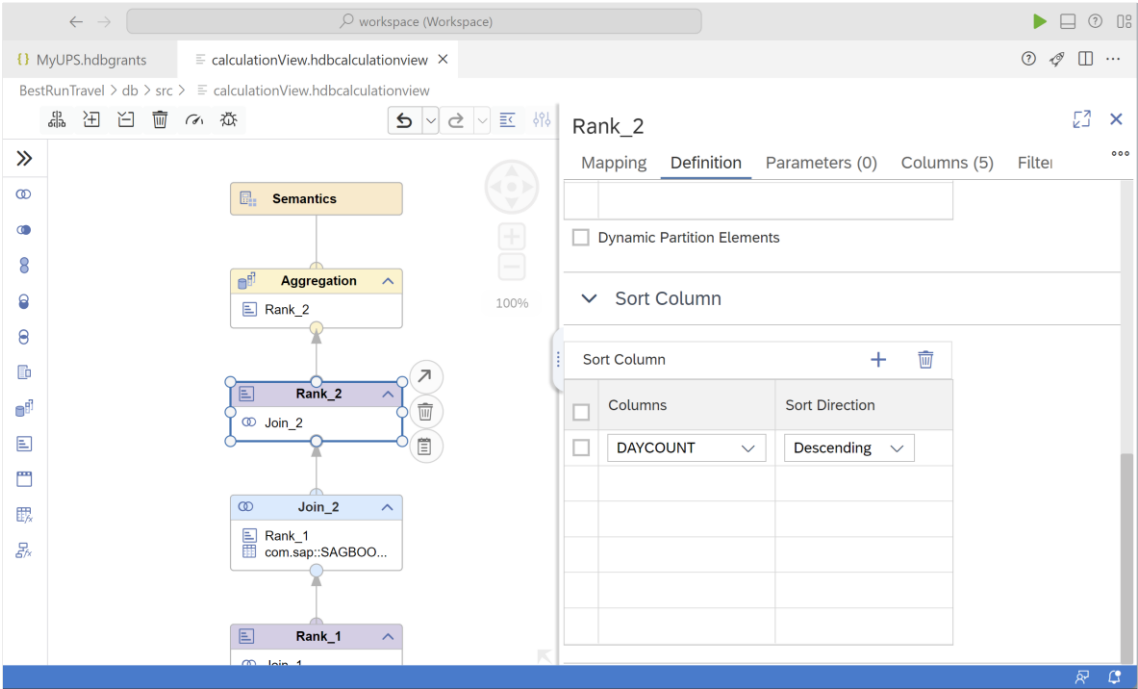 workspace (Workspace)
MyUPS.hdbgrants
calculationView.hdbcalculationview
BestRunTravel > db > src > calculationView.hdbcalculationview
Semantics
Aggregation
Rank_2
100%
Rank_2
Join_2
Join_2
Rank_1
com.sap::SAGBOO...
Rank_1
Join_1
Rank_2
Mapping Definition Parameters (0) Columns (5) Filter
Dynamic Partition Elements
Sort Column
Sort Column
Columns Sort Direction
DAYCOUNT Descending